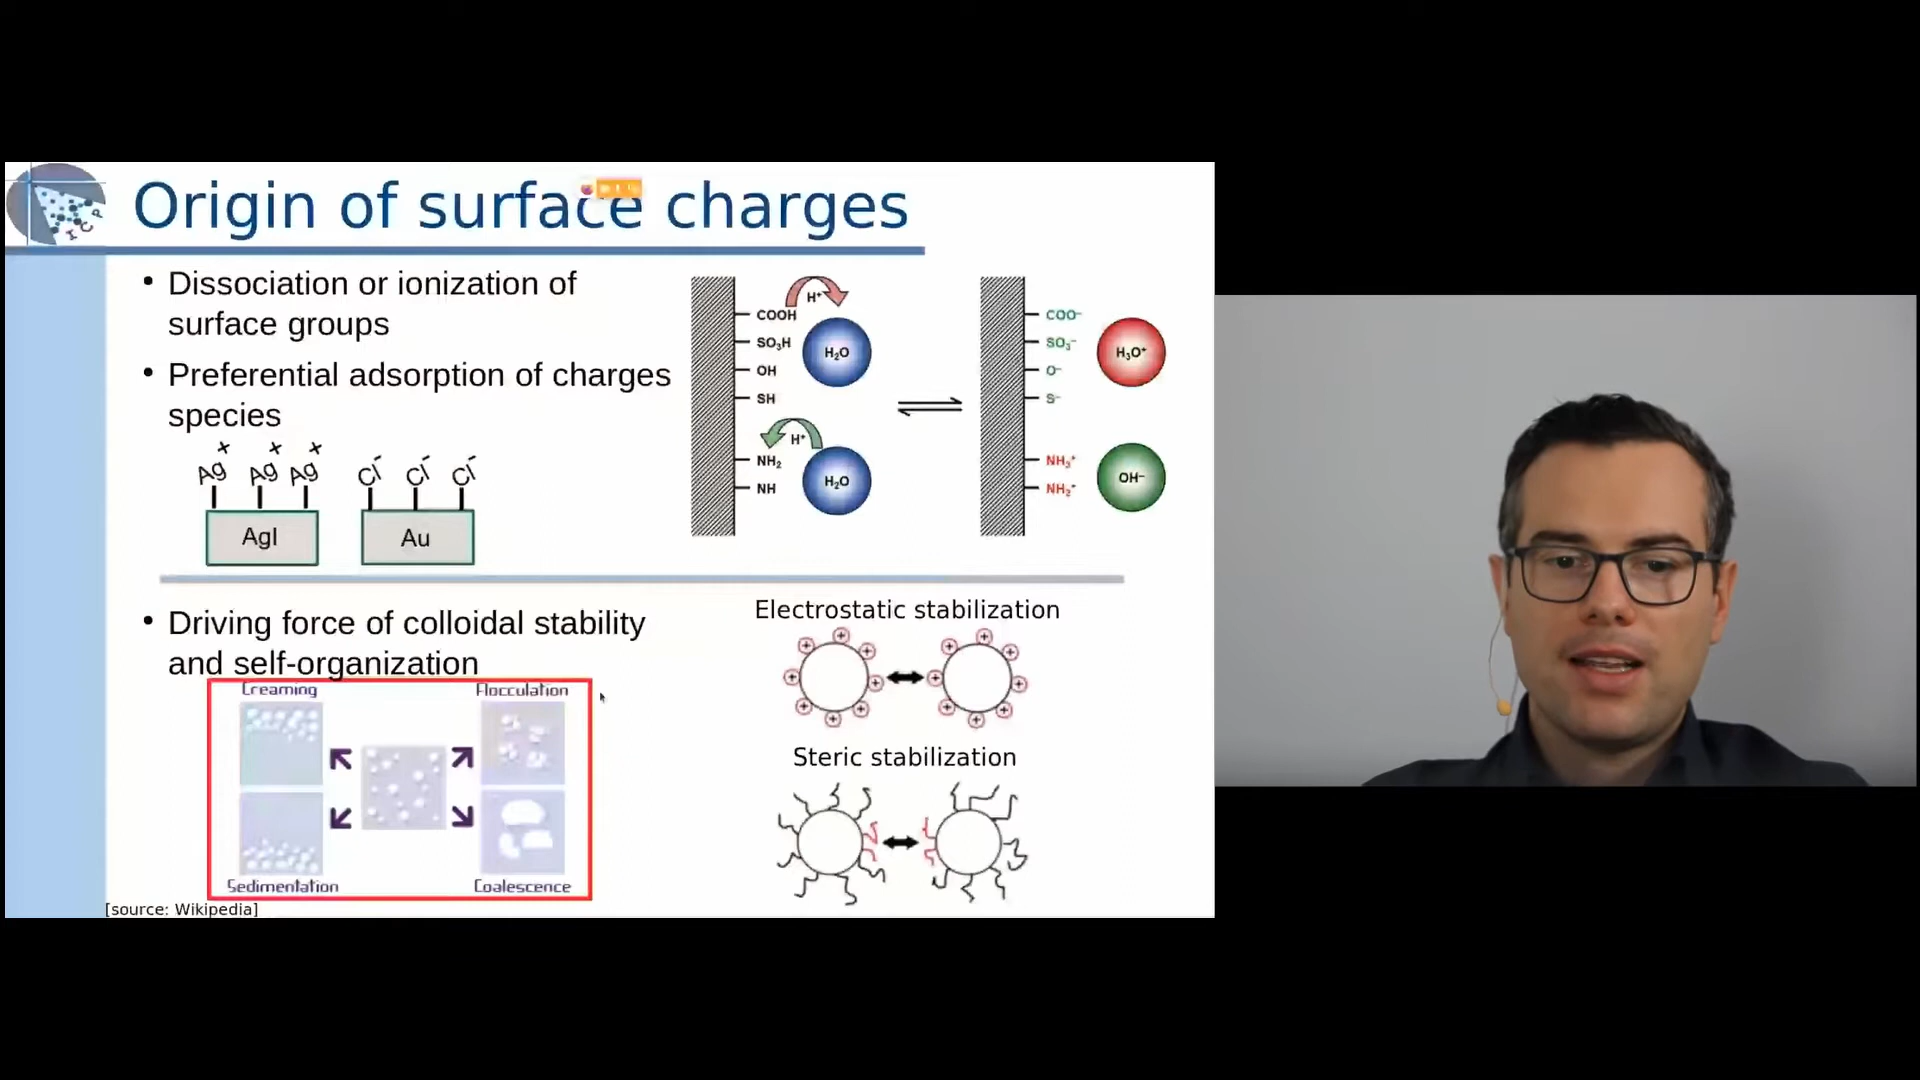 ICP
Origin of surface charges
• Dissociation or ionization of
surface groups
• Preferential adsorption of charges
species
Ag+ Ag+ Ag+
Cl- Cl- Cl-
AgI
Au
COOH
SO₃H
OH
SH
NH₂
NH
H⁺
H₂O
H⁺
H₂O
COO⁻
SO₃⁻
O⁻
S⁻
NH₃⁺
NH₂⁺
H₃O⁺
OH⁻
• Driving force of colloidal stability
and self-organization
Creaming
Flocculation
Sedimentation
Coalescence
[source: Wikipedia]
Electrostatic stabilization
+ + + + + + + + + + + + + +
Steric stabilization